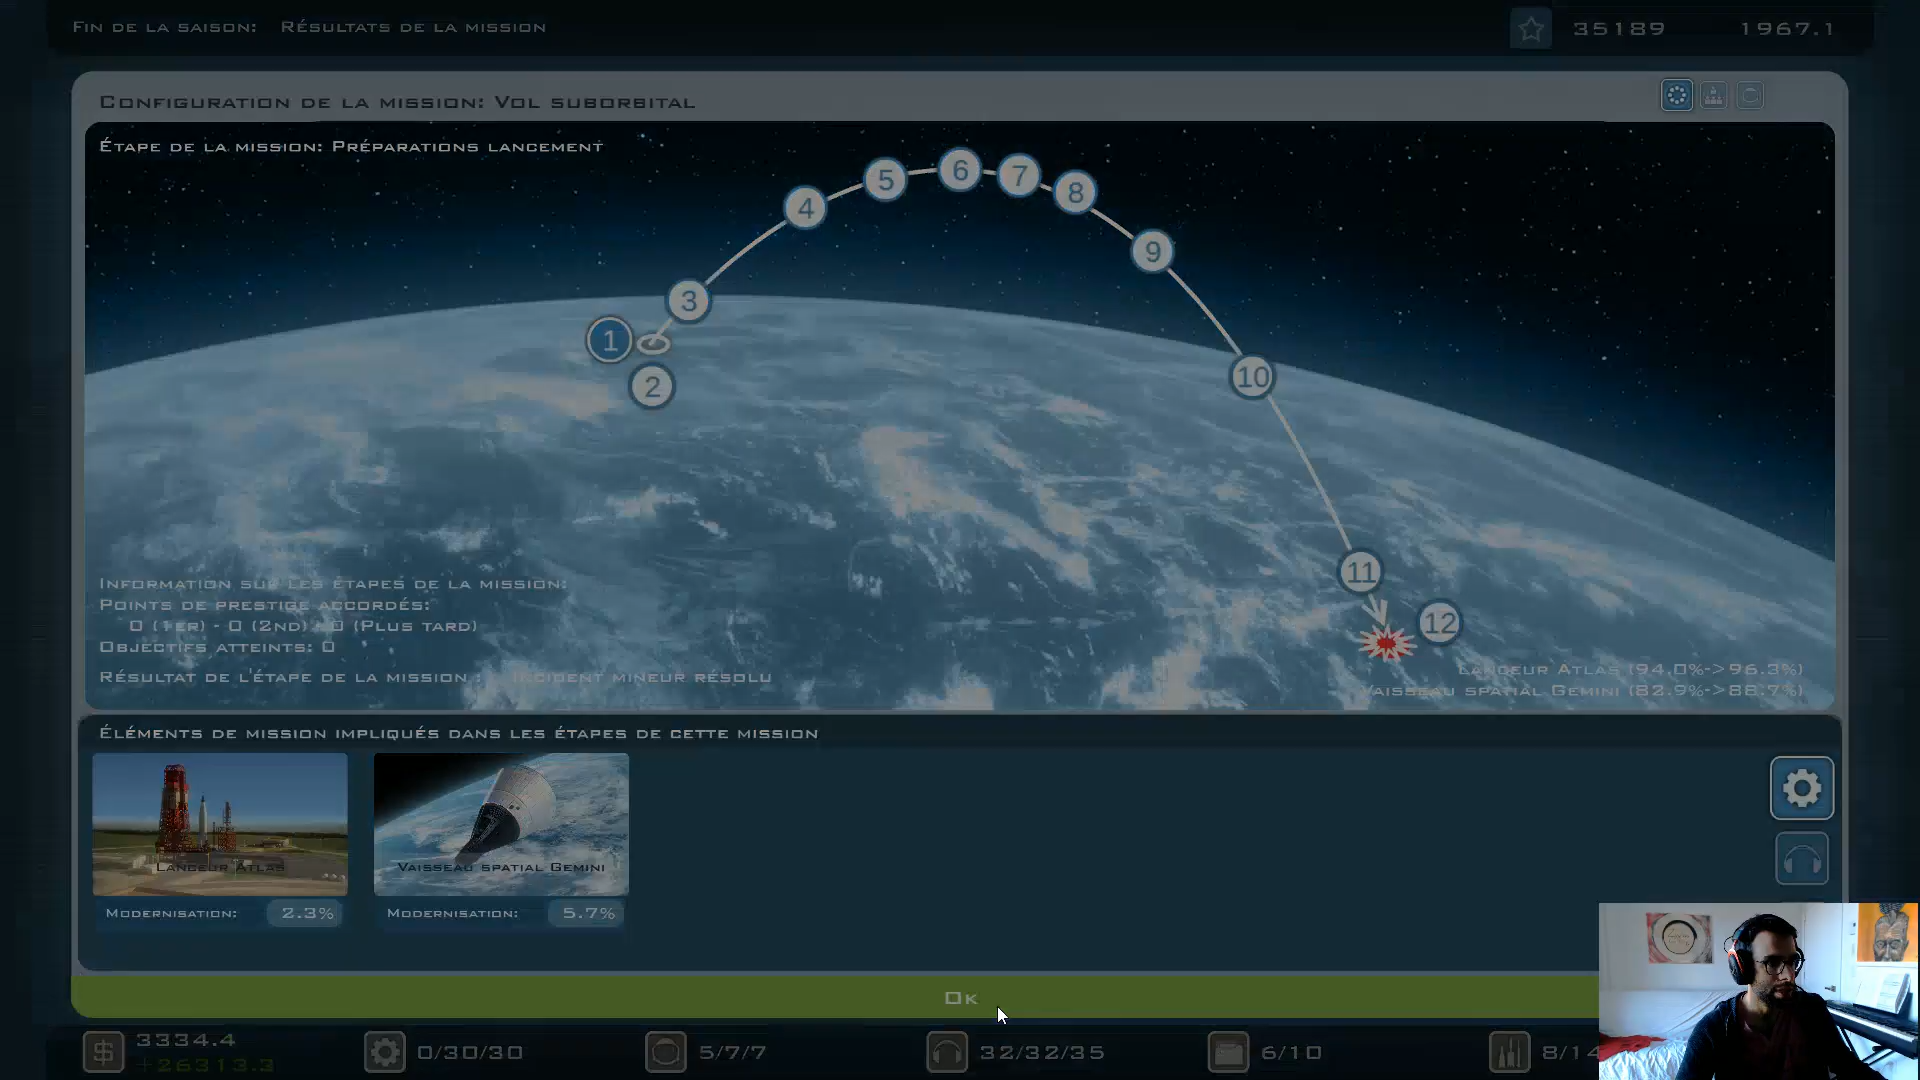 Fin de la saison: Résultats de la mission
35189
1967.1
Configuration de la mission: Vol suborbital
Étape de la mission: Préparations lancement
1
2
3
4
5
6
7
8
9
10
11
12
Information sur les étapes de la mission:
Points de prestige accordés:
0 (1er) - 0 (2nd) - 0 (Plus tard)
Objectifs atteints: 0
Résultat de l'étape de la mission : Incident mineur résolu
Lanceur Atlas (94.0%->96.3%)
Vaisseau spatial Gemini (82.9%->88.7%)
Éléments de mission impliqués dans les étapes de cette mission
Lanceur Atlas
Vaisseau spatial Gemini
Modernisation: 2.3%
Modernisation: 5.7%
Ok
3334.4
+26313.3
0/30/30
5/7/7
32/32/35
6/10
8/14